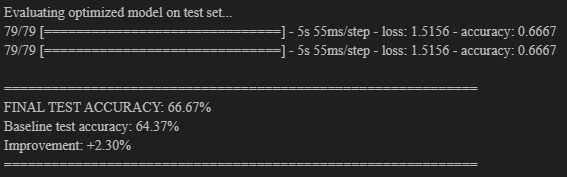 Evaluating optimized model on test set...
79/79 [==============================] - 5s 55ms/step - loss: 1.5156 - accuracy: 0.6667
79/79 [==============================] - 5s 55ms/step - loss: 1.5156 - accuracy: 0.6667
============================================================
FINAL TEST ACCURACY: 66.67%
Baseline test accuracy: 64.37%
Improvement: +2.30%
============================================================